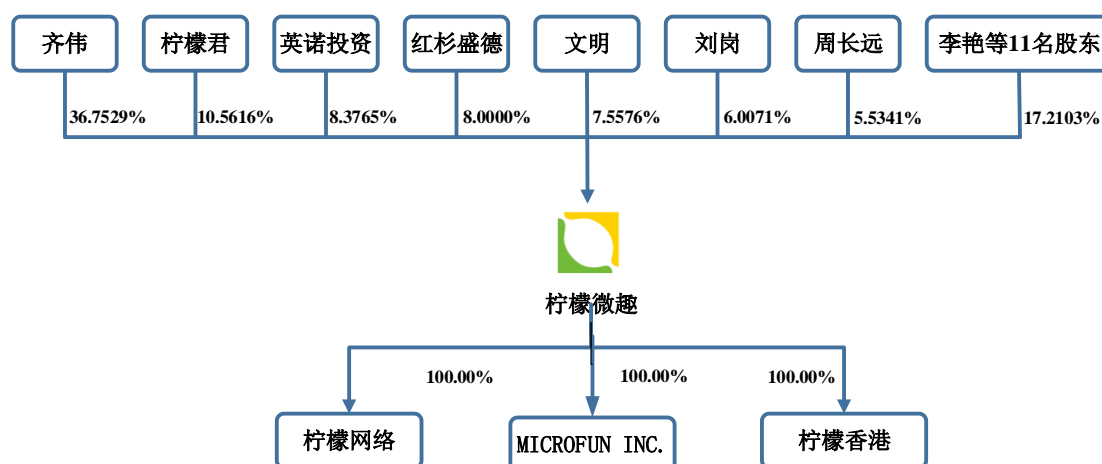 齐伟 柠檬君 英诺投资 红杉盛德 文明 刘岗 周长远 李艳等11名股东
36.7529% 10.5616% 8.3765% 8.0000% 7.5576% 6.0071% 5.5341% 17.2103%
柠檬微趣
100.00% 100.00% 100.00%
柠檬网络 MICROFUN INC. 柠檬香港